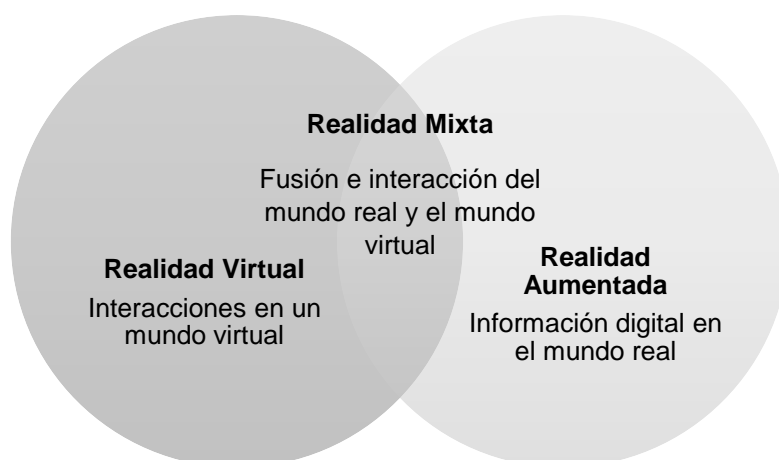 Realidad Mixta
Fusión e interacción del
mundo real y el mundo
virtual
Realidad Virtual
Interacciones en un
mundo virtual
Realidad
Aumentada
Información digital en
el mundo real